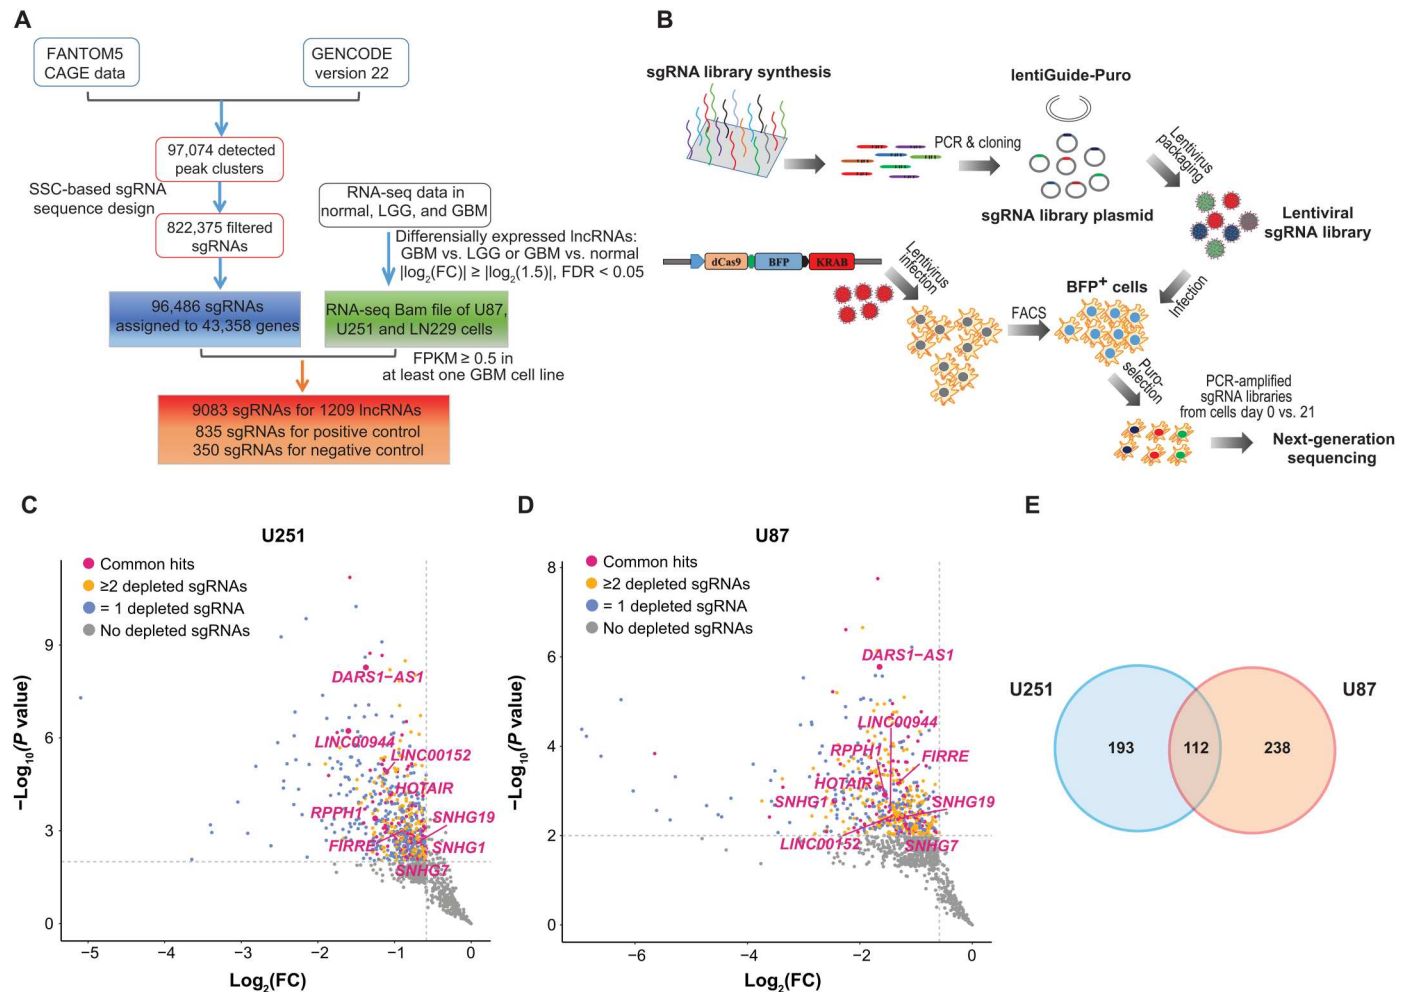 A
FANTOM5
CAGE data
GENCODE
version 22
97,074 detected
peak clusters
SSC-based sgRNA
sequence design
822,375 filtered
sgRNAs
RNA-seq data in
normal, LGG, and GBM
Differensially expressed lncRNAs:
GBM vs. LGG or GBM vs. normal
|log2(FC)| ≥ |log2(1.5)|, FDR < 0.05
96,486 sgRNAs
assigned to 43,358 genes
RNA-seq Bam file of U87,
U251 and LN229 cells
FPKM ≥ 0.5 in
at least one GBM cell line
9083 sgRNAs for 1209 lncRNAs
835 sgRNAs for positive control
350 sgRNAs for negative control
B
sgRNA library synthesis
PCR & cloning
lentiGuide-Puro
sgRNA library plasmid
Lentivirus
packaging
Lentiviral
sgRNA library
dCas9
BFP
KRAB
Lentivirus
infection
FACS
BFP+ cells
Infection
Puro-
selection
PCR-amplified
sgRNA libraries
from cells day 0 vs. 21
Next-generation
sequencing
C
U251
Common hits
≥2 depleted sgRNAs
= 1 depleted sgRNA
No depleted sgRNAs
DARS1−AS1
LINC00944
LINC00152
HOTAIR
RPPH1
SNHG19
FIRRE
SNHG1
SNHG7
9
6
3
0
−5
−4
−3
−2
−1
0
−Log10(P value)
Log2(FC)
D
U87
Common hits
≥2 depleted sgRNAs
= 1 depleted sgRNA
No depleted sgRNAs
DARS1−AS1
LINC00944
RPPH1
FIRRE
HOTAIR
SNHG1
SNHG19
LINC00152
SNHG7
8
6
4
2
0
−6
−4
−2
0
−Log10(P value)
Log2(FC)
E
U251
U87
193
112
238